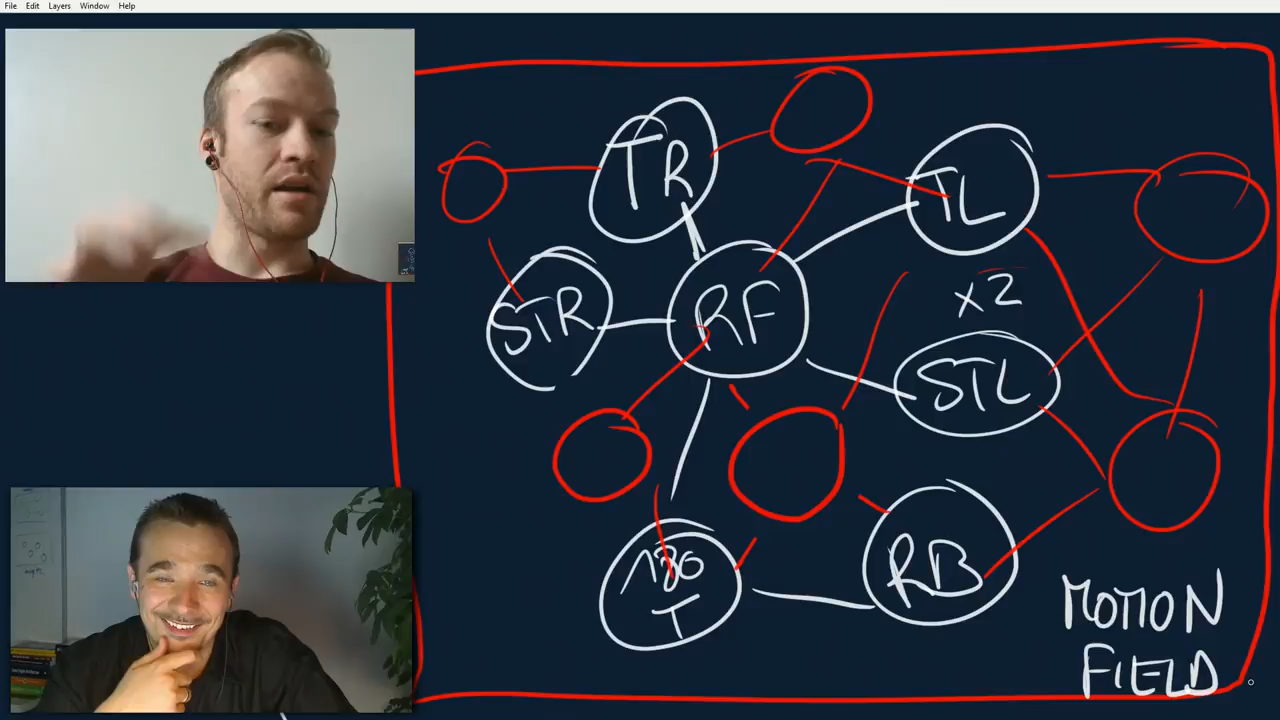 File Edit Layers Window Help
TR
TL
STR
RF
x2
STL
180
T
RB
MOTION
FIELD